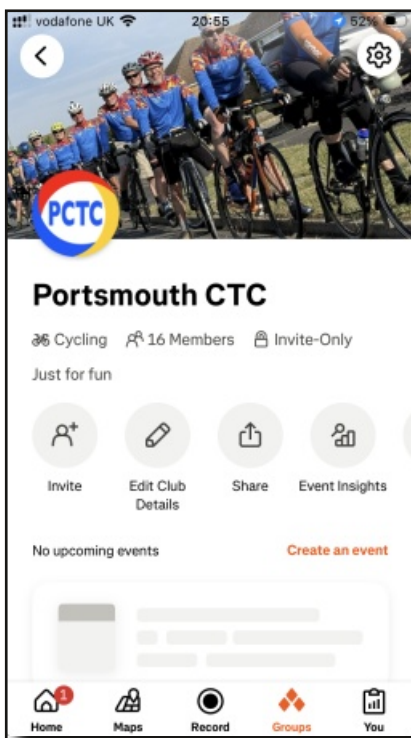 vodafone UK 20:55 52%
PCTC
Portsmouth CTC
Cycling 16 Members Invite-Only
Just for fun
Invite Edit Club Details Share Event Insights
No upcoming events Create an event
1
Home Maps Record Groups You